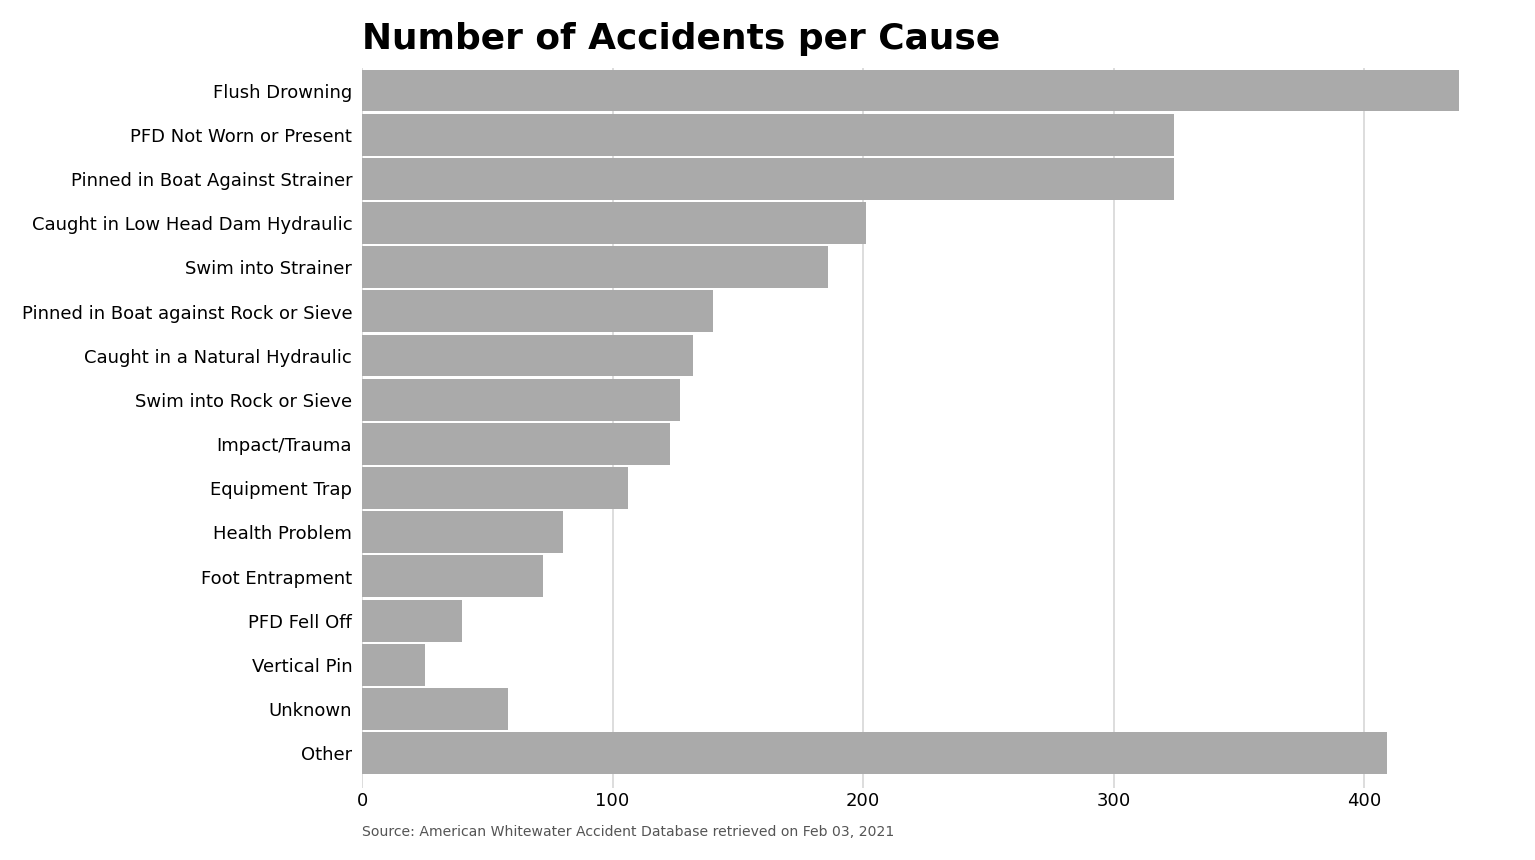 Number of Accidents per Cause
Flush Drowning
PFD Not Worn or Present
Pinned in Boat Against Strainer
Caught in Low Head Dam Hydraulic
Swim into Strainer
Pinned in Boat against Rock or Sieve
Caught in a Natural Hydraulic
Swim into Rock or Sieve
Impact/Trauma
Equipment Trap
Health Problem
Foot Entrapment
PFD Fell Off
Vertical Pin
Unknown
Other
0 100 200 300 400
Source: American Whitewater Accident Database retrieved on Feb 03, 2021